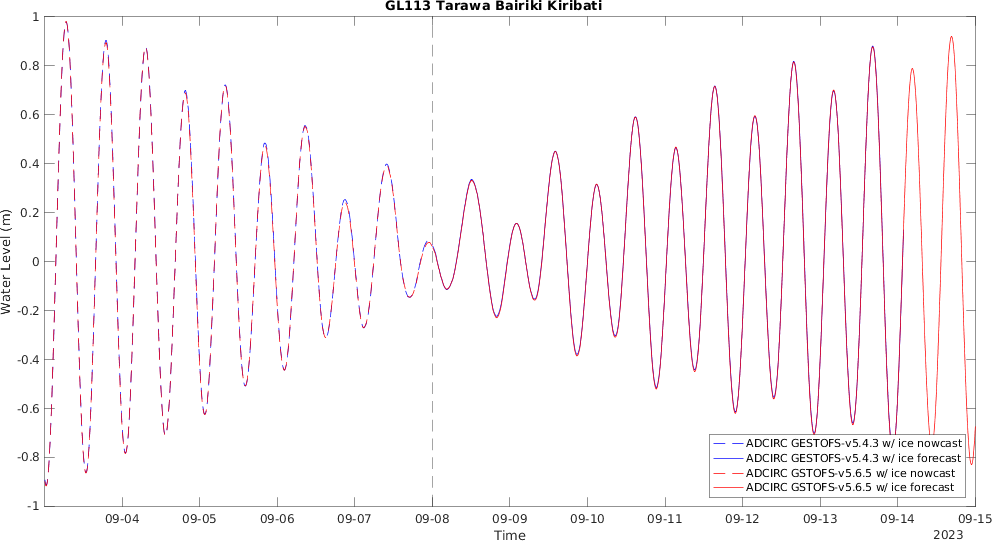 GL113 Tarawa Bairiki Kiribati
1
0.8
0.6
0.4
0.2
0
-0.2
-0.4
-0.6
-0.8
-1
Water Level (m)
ADCIRC GESTOFS-v5.4.3 w/ ice nowcast
ADCIRC GESTOFS-v5.4.3 w/ ice forecast
ADCIRC GSTOFS-v5.6.5 w/ ice nowcast
ADCIRC GSTOFS-v5.6.5 w/ ice forecast
09-04 09-05 09-06 09-07 09-08 09-09 09-10 09-11 09-12 09-13 09-14 09-15
Time
2023